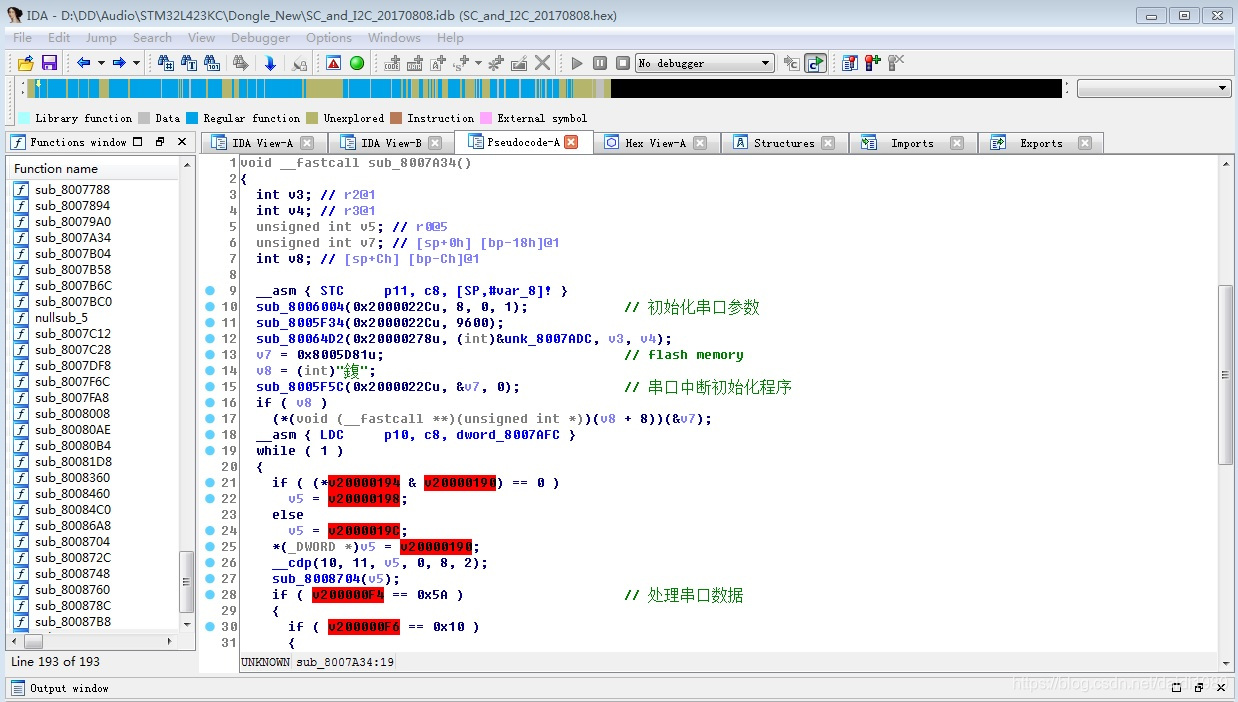 IDA - D:\DD\Audio\STM32L423KC\Dongle_New\SC_and_I2C_20170808.idb (SC_and_I2C_20170808.hex)
File Edit Jump Search View Debugger Options Windows Help
No debugger
Library function Data Regular function Unexplored Instruction External symbol
Functions window IDA View-A IDA View-B Pseudocode-A Hex View-A Structures Imports Exports
Function name
sub_8007788
sub_8007894
sub_80079A0
sub_8007A34
sub_8007B04
sub_8007B58
sub_8007B6C
sub_8007BC0
nullsub_5
sub_8007C12
sub_8007C28
sub_8007DF8
sub_8007F6C
sub_8007FA8
sub_8008008
sub_80080AE
sub_80080B4
sub_80081D8
sub_8008360
sub_8008460
sub_80084C0
sub_80086A8
sub_8008704
sub_800872C
sub_8008748
sub_8008760
sub_800878C
sub_80087B8
Line 193 of 193
1 void __fastcall sub_8007A34()
2 {
3 int v3; // r2@1
4 int v4; // r3@1
5 unsigned int v5; // r0@5
6 unsigned int v7; // [sp+0h] [bp-18h]@1
7 int v8; // [sp+Ch] [bp-Ch]@1
8
9 __asm { STC p11, c8, [SP,#var_8]! }
10 sub_8006004(0x2000022Cu, 8, 0, 1); // 初始化串口参数
11 sub_8005F34(0x2000022Cu, 9600);
12 sub_80064D2(0x20000278u, (int)&unk_8007ADC, v3, v4);
13 v7 = 0x8005D81u; // flash memory
14 v8 = (int)"鍑";
15 sub_8005F5C(0x2000022Cu, &v7, 0); // 串口中断初始化程序
16 if ( v8 )
17 (*(void (__fastcall **)(unsigned int *))(v8 + 8))(&v7);
18 __asm { LDC p10, c8, dword_8007AFC }
19 while ( 1 )
20 {
21 if ( (*v20000194 & v20000190) == 0 )
22 v5 = v20000198;
23 else
24 v5 = v2000019C;
25 *(_DWORD *)v5 = v20000190;
26 __cdp(10, 11, v5, 0, 8, 2);
27 sub_8008704(v5);
28 if ( v200000F4 == 0x5A ) // 处理串口数据
29 {
30 if ( v200000F6 == 0x10 )
31 {
UNKNOWN sub_8007A34:19
Output window